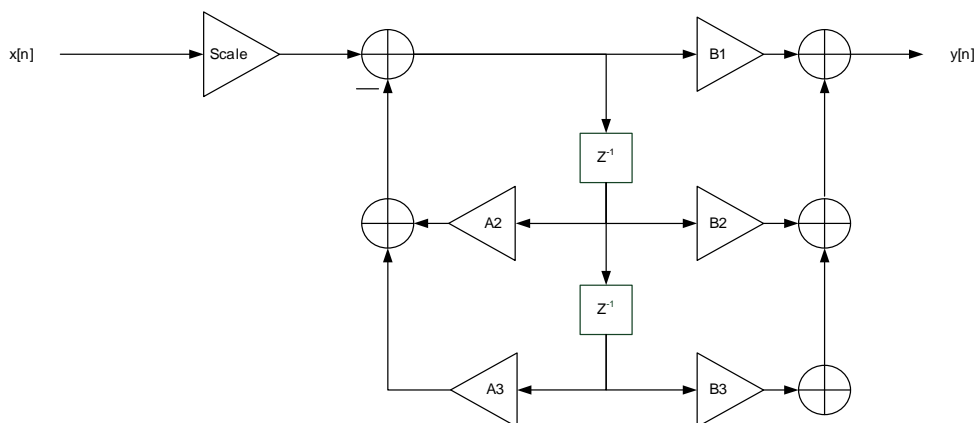 x[n]
Scale
B1
y[n]
—
Z⁻¹
A2
B2
Z⁻¹
A3
B3